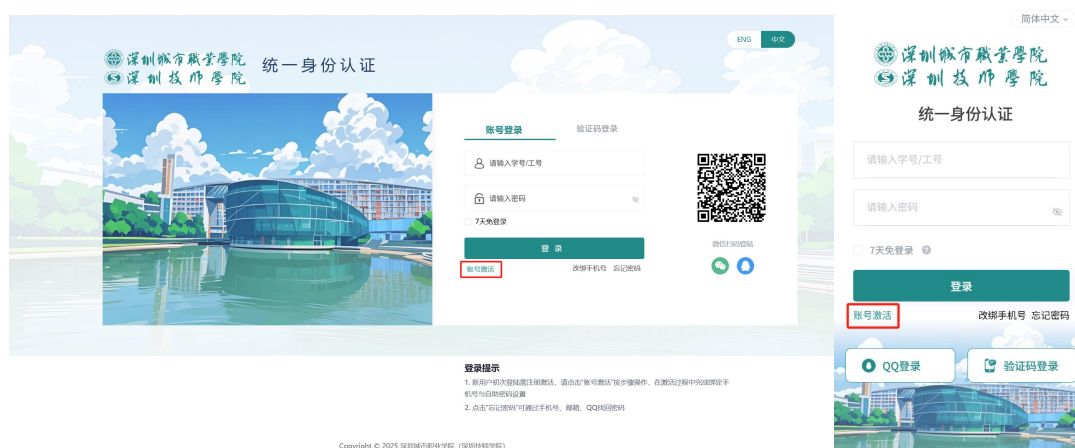 ENG 中文
深圳城市職業學院
深圳技师學院
统一身份认证
账号登录 验证码登录
请输入学号/工号
请输入密码
7天免登录
登 录
账号激活 改绑手机号 忘记密码
微信扫码登陆
登录提示
1. 新用户初次登陆需注册激活，请点击"账号激活"按步骤操作，在激活过程中完成绑定手
机号与自助密码设置
2. 点击"忘记密码"可通过手机号、邮箱、QQ找回密码
Copyright © 2025 深圳城市职业学院（深圳技师学院）
简体中文
深圳城市職業學院
深圳技师學院
统一身份认证
请输入学号/工号
请输入密码
7天免登录
登录
账号激活 改绑手机号 忘记密码
QQ登录 验证码登录